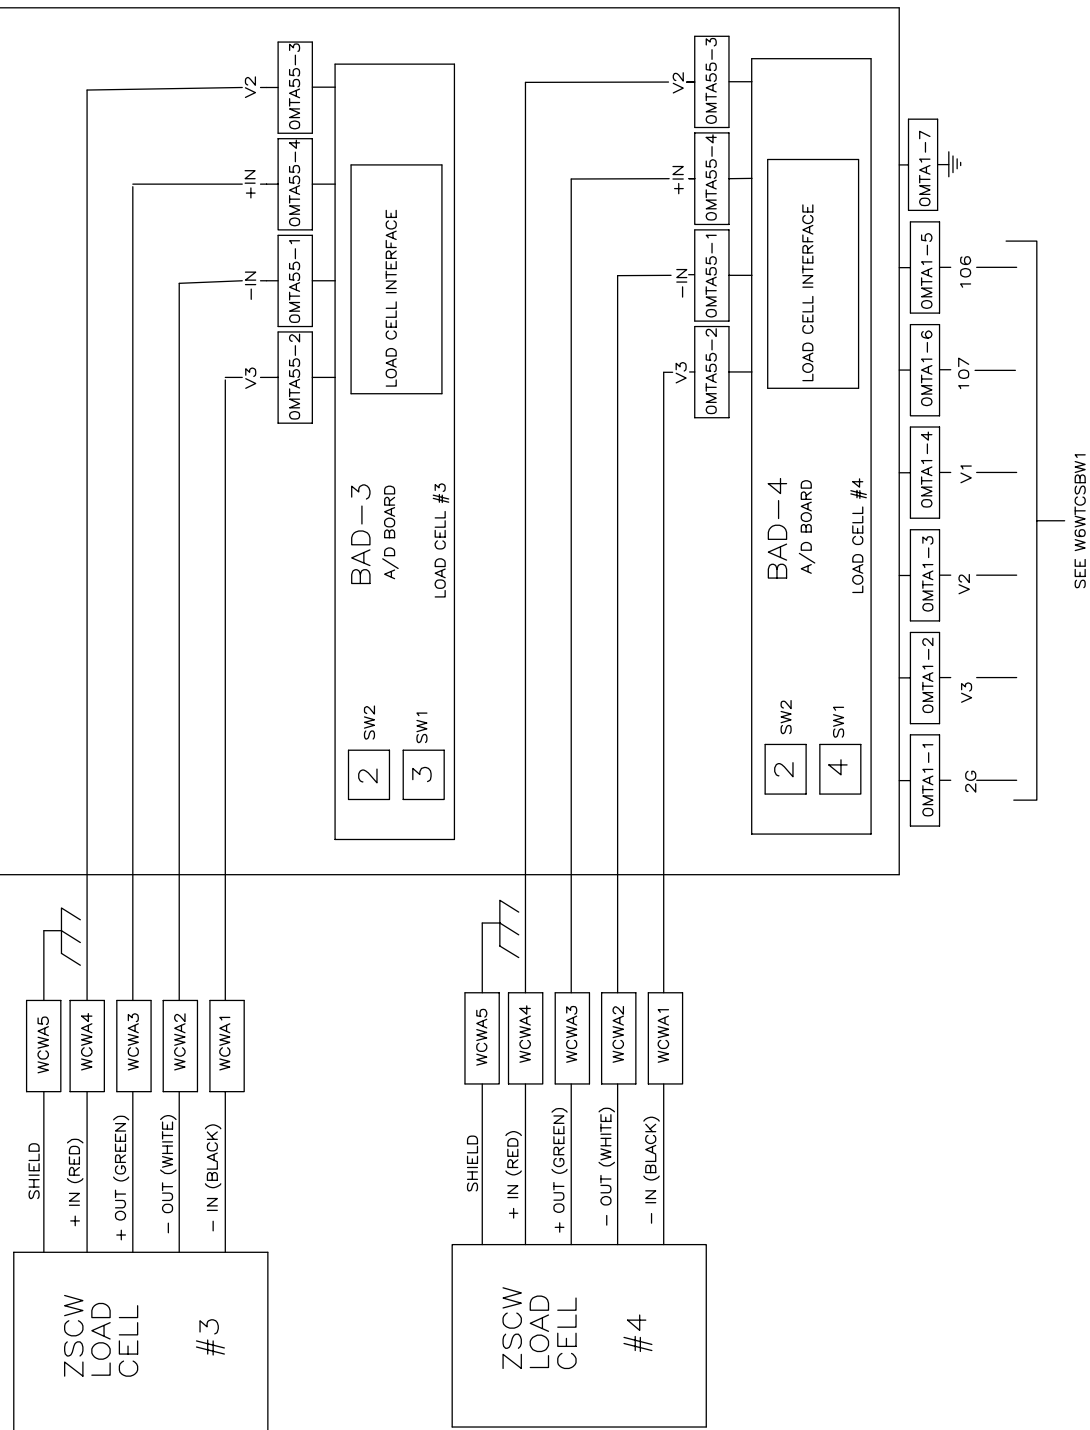 ZSCW
LOAD
CELL
#3
SHIELD
+ IN (RED)
+ OUT (GREEN)
− OUT (WHITE)
− IN (BLACK)
WCWA5
WCWA4
WCWA3
WCWA2
WCWA1
V2
+IN
−IN
V3
0MTA55−3
0MTA55−4
0MTA55−1
0MTA55−2
LOAD CELL INTERFACE
BAD−3
A/D BOARD
LOAD CELL #3
2
SW2
3
SW1
ZSCW
LOAD
CELL
#4
SHIELD
+ IN (RED)
+ OUT (GREEN)
− OUT (WHITE)
− IN (BLACK)
WCWA5
WCWA4
WCWA3
WCWA2
WCWA1
V2
+IN
−IN
V3
0MTA55−3
0MTA55−4
0MTA55−1
0MTA55−2
LOAD CELL INTERFACE
BAD−4
A/D BOARD
LOAD CELL #4
2
SW2
4
SW1
0MTA1−1
0MTA1−2
0MTA1−3
0MTA1−4
0MTA1−6
0MTA1−5
0MTA1−7
2G
V3
V2
V1
107
106
SEE W6WTCSBW1